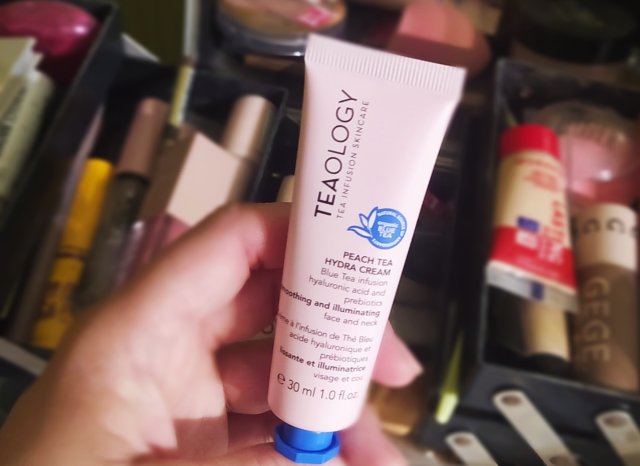 TEAOLOGY
TEA INFUSION SKINCARE
BLUE
TEA
PEACH TEA
HYDRA CREAM
Blue Tea infusion
hyaluronic acid and
prebiotics
smoothing and illuminating
face and neck
à l'infusion de Thé Bleu
acide hyaluronique et
prébiotiques
lissante et illuminatrice
visage et cou
e 30 ml 1.0 fl.oz.